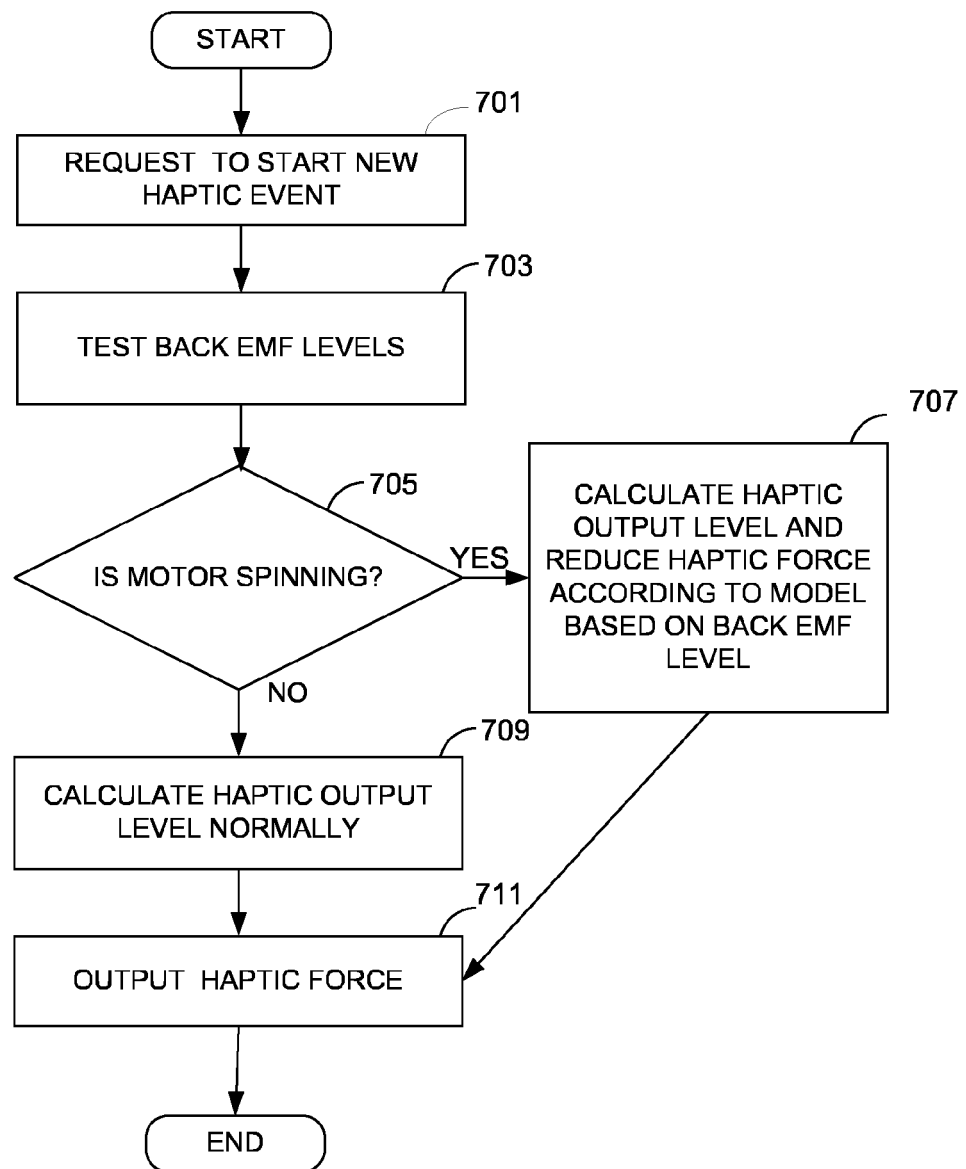 START
701
REQUEST TO START NEW
HAPTIC EVENT
703
TEST BACK EMF LEVELS
705
IS MOTOR SPINNING?
YES
707
CALCULATE HAPTIC
OUTPUT LEVEL AND
REDUCE HAPTIC FORCE
ACCORDING TO MODEL
BASED ON BACK EMF
LEVEL
NO
709
CALCULATE HAPTIC OUTPUT
LEVEL NORMALLY
711
OUTPUT HAPTIC FORCE
END